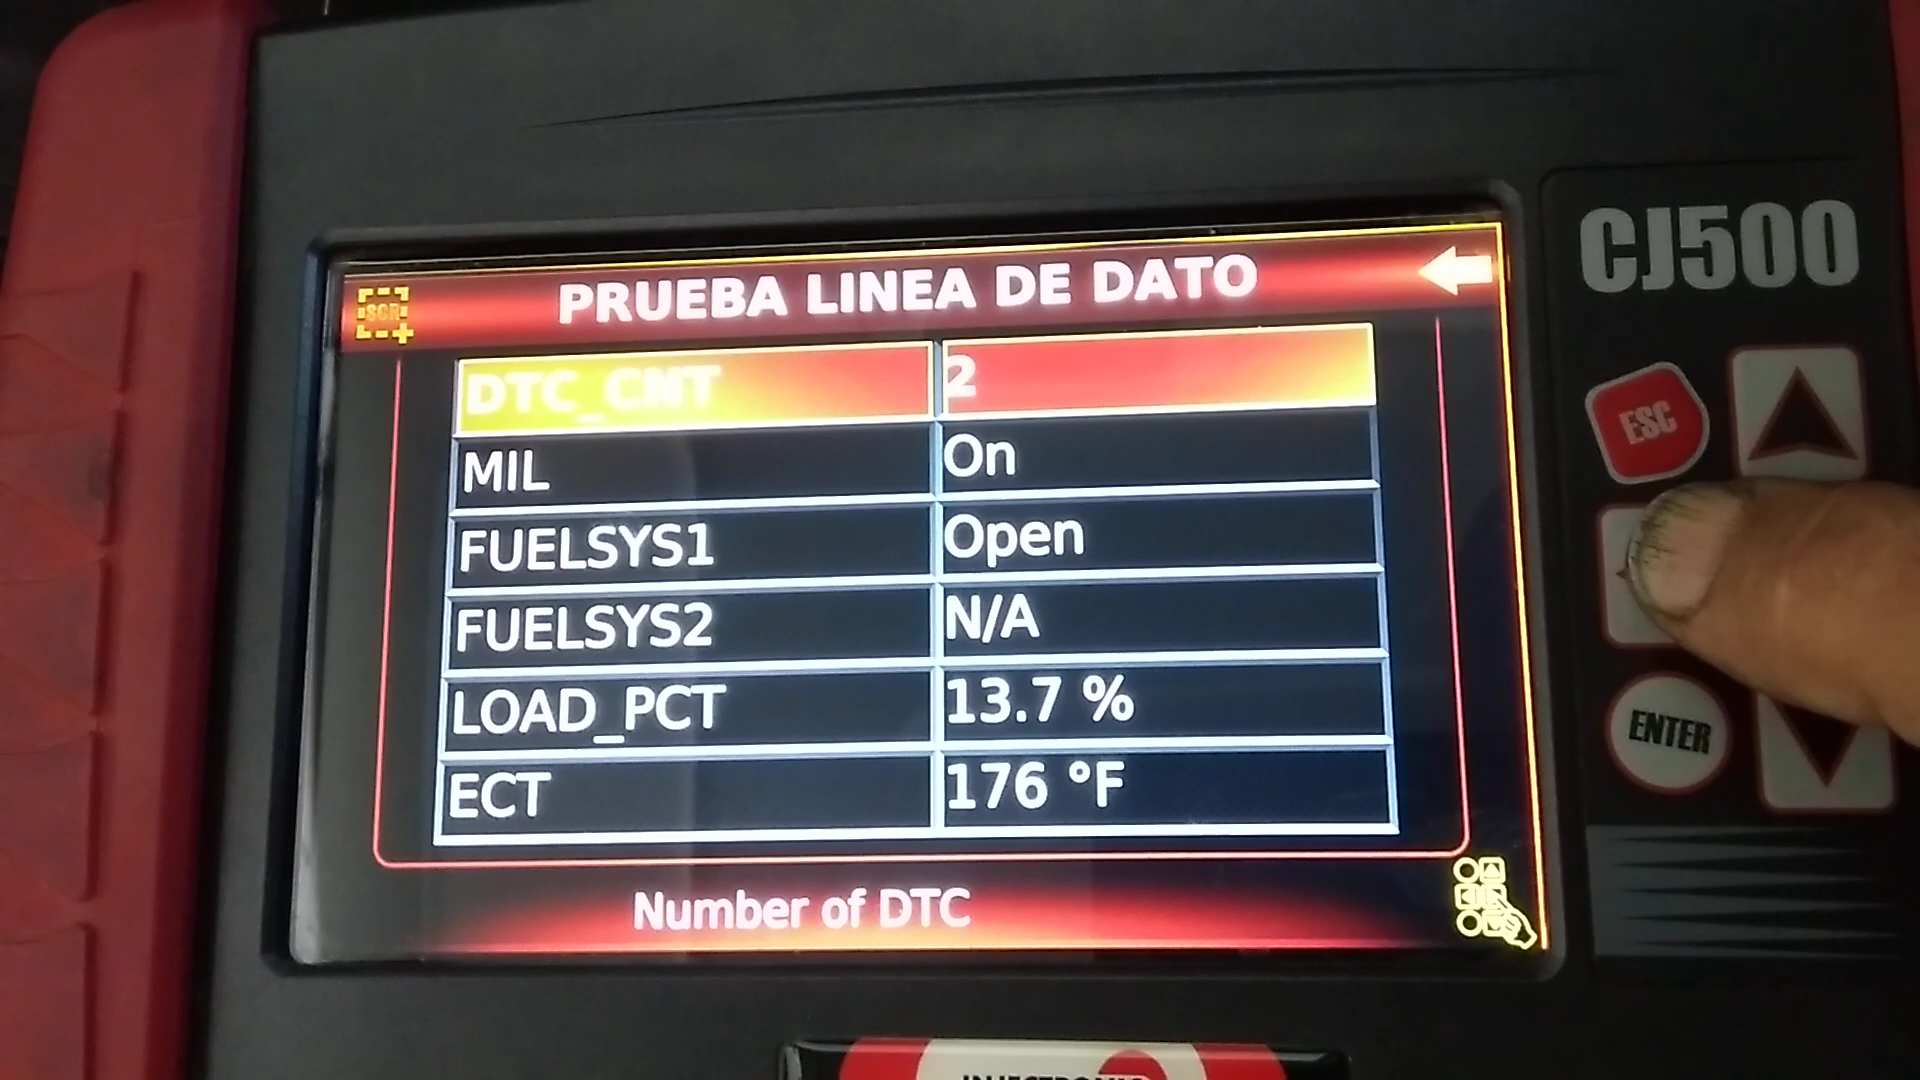 CJ500
SCR
PRUEBA LINEA DE DATO
DTC_CNT 2
MIL On
FUELSYS1 Open
FUELSYS2 N/A
LOAD_PCT 13.7 %
ECT 176 °F
Number of DTC
ESC
ENTER